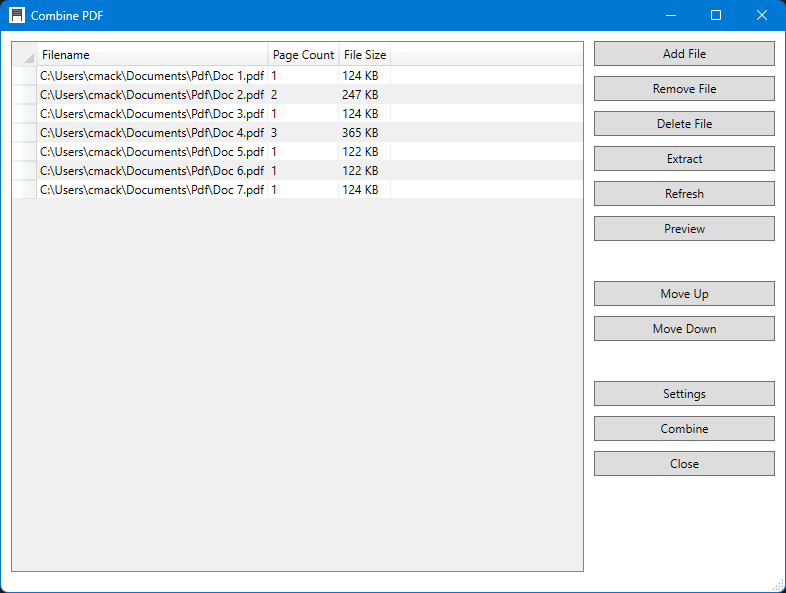 Combine PDF
Filename Page Count File Size
C:\Users\cmack\Documents\Pdf\Doc 1.pdf 1 124 KB
C:\Users\cmack\Documents\Pdf\Doc 2.pdf 2 247 KB
C:\Users\cmack\Documents\Pdf\Doc 3.pdf 1 124 KB
C:\Users\cmack\Documents\Pdf\Doc 4.pdf 3 365 KB
C:\Users\cmack\Documents\Pdf\Doc 5.pdf 1 122 KB
C:\Users\cmack\Documents\Pdf\Doc 6.pdf 1 122 KB
C:\Users\cmack\Documents\Pdf\Doc 7.pdf 1 124 KB
Add File
Remove File
Delete File
Extract
Refresh
Preview
Move Up
Move Down
Settings
Combine
Close